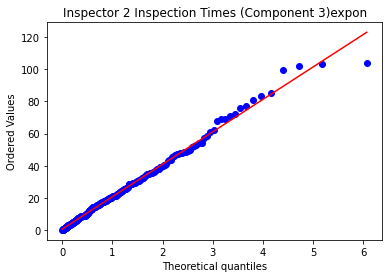 Inspector 2 Inspection Times (Component 3)expon
Ordered Values
120
100
80
60
40
20
0
0 1 2 3 4 5 6
Theoretical quantiles